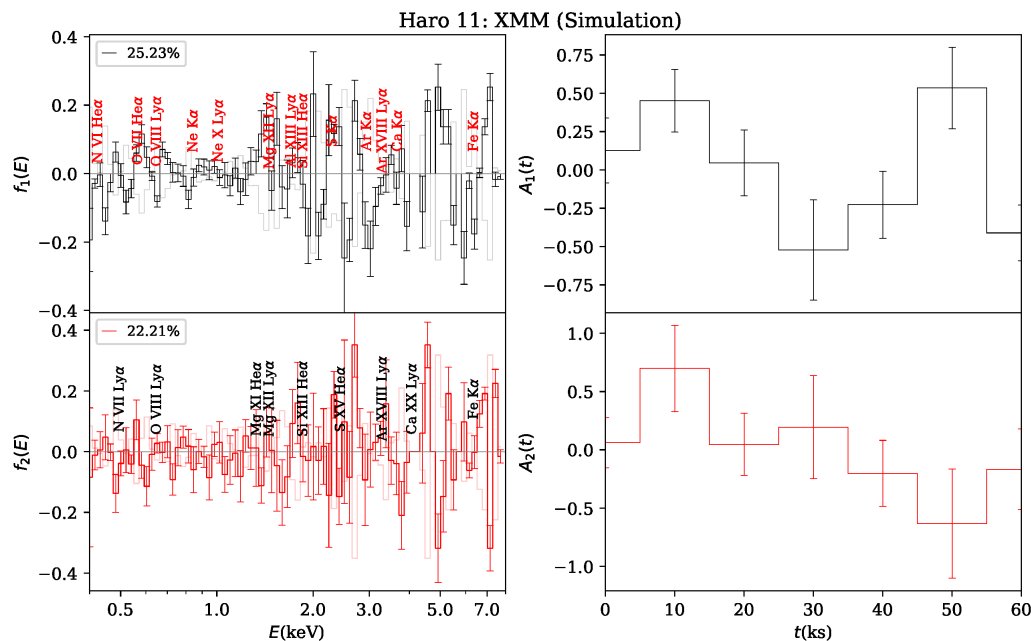 Haro 11: XMM (Simulation)
0.4
0.2
0.0
−0.2
−0.4
f₁(E)
25.23%
N VI Heα
O VII Heα
O VIII Lyα
Ne Kα
Ne X Lyα
Mg XII Lyα
Al XIII Lyα
Si XIII Heα
S Kα
Ar Kα
Ar XVIII Lyα
Ca Kα
Fe Kα
0.75
0.50
0.25
0.00
−0.25
−0.50
−0.75
A₁(t)
0.4
0.2
0.0
−0.2
−0.4
f₂(E)
22.21%
N VII Lyα
O VIII Lyα
Mg XI Heα
Mg XII Lyα
Si XIII Heα
S XV Heα
Ar XVIII Lyα
Ca XX Lyα
Fe Kα
0.5
1.0
2.0
3.0
5.0
7.0
E(keV)
1.0
0.5
0.0
−0.5
−1.0
A₂(t)
0
10
20
30
40
50
60
t(ks)